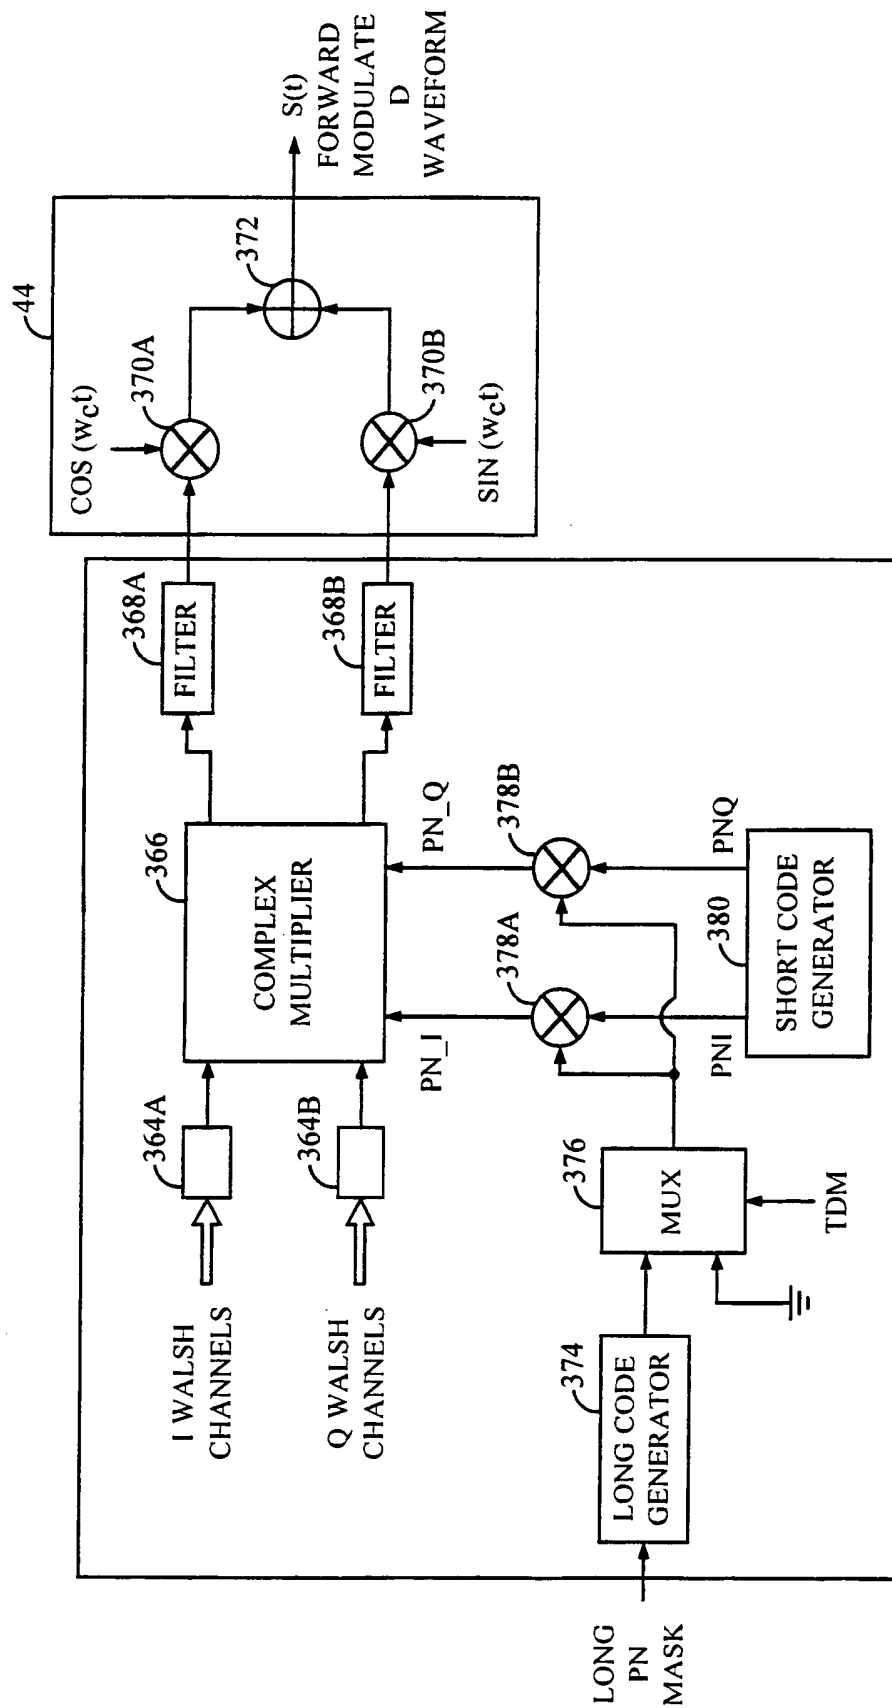 44
COS (wct)
370A
372
S(t)
FORWARD
MODULATE
D
WAVEFORM
370B
SIN (wct)
368A
FILTER
368B
FILTER
I WALSH
CHANNELS
364A
Q WALSH
CHANNELS
364B
366
COMPLEX
MULTIPLIER
PN_I
PN_Q
378A
378B
LONG
PN
MASK
374
LONG CODE
GENERATOR
376
MUX
TDM
PNI
PNQ
SHORT CODE
380
GENERATOR